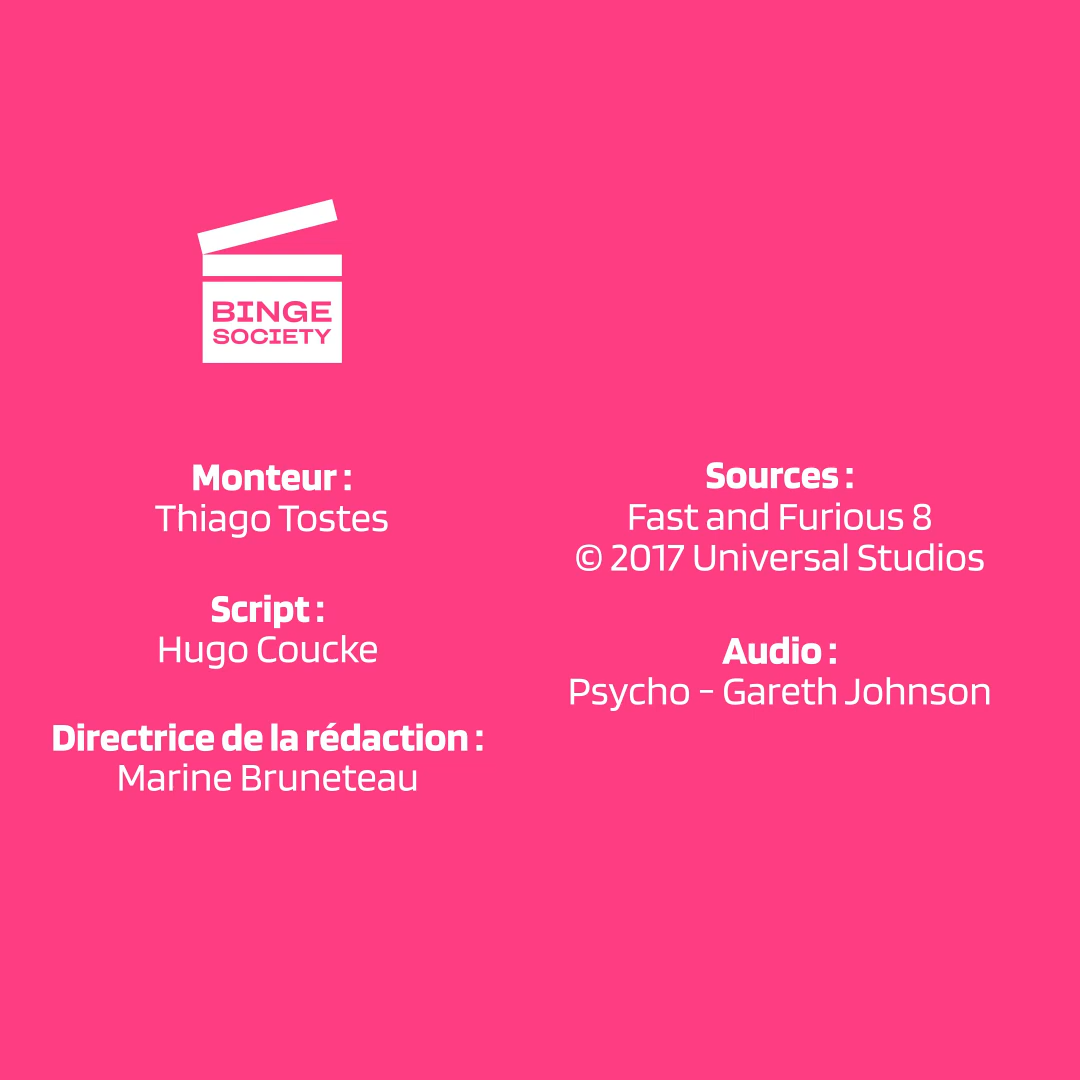 BINGE
SOCIETY
Monteur :
Thiago Tostes
Script :
Hugo Coucke
Directrice de la rédaction :
Marine Bruneteau
Sources :
Fast and Furious 8
© 2017 Universal Studios
Audio :
Psycho - Gareth Johnson